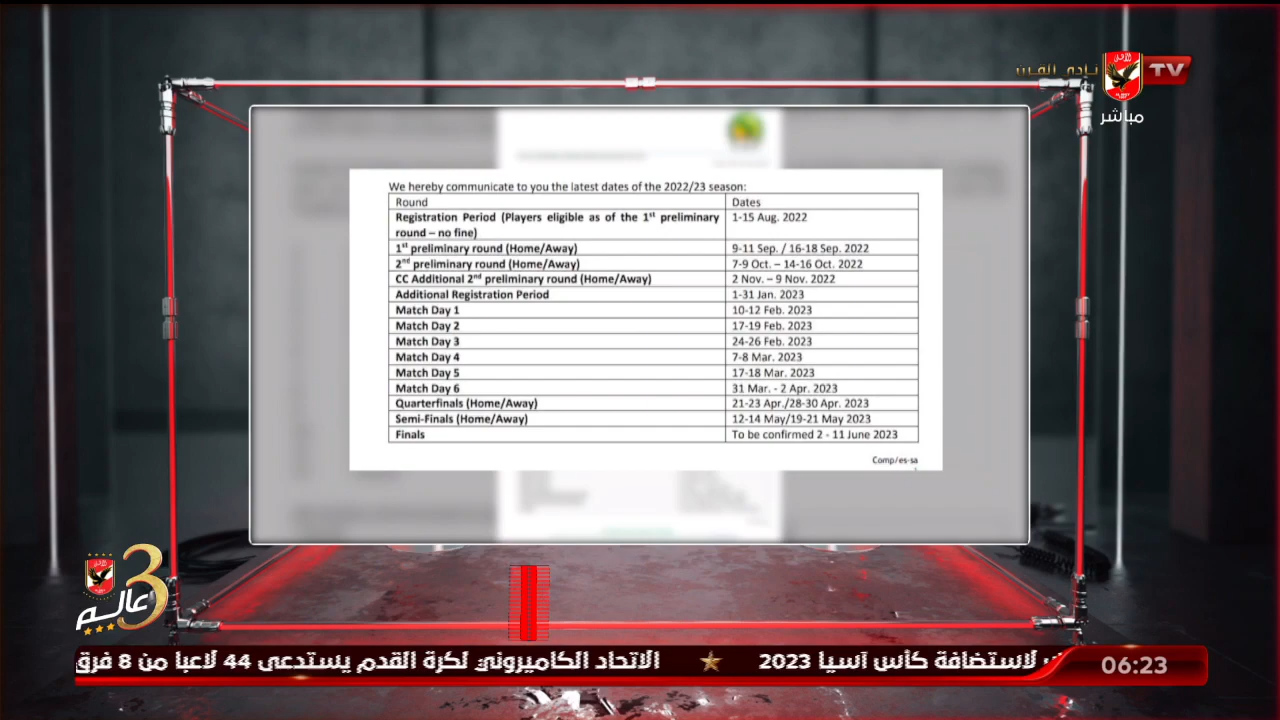 نادي القرن
TV
مباشر
We hereby communicate to you the latest dates of the 2022/23 season:
Round Dates
Registration Period (Players eligible as of the 1st preliminary round – no fine) 1-15 Aug. 2022
1st preliminary round (Home/Away) 9-11 Sep. / 16-18 Sep. 2022
2nd preliminary round (Home/Away) 7-9 Oct. – 14-16 Oct. 2022
CC Additional 2nd preliminary round (Home/Away) 2 Nov. – 9 Nov. 2022
Additional Registration Period 1-31 Jan. 2023
Match Day 1 10-12 Feb. 2023
Match Day 2 17-19 Feb. 2023
Match Day 3 24-26 Feb. 2023
Match Day 4 7-8 Mar. 2023
Match Day 5 17-18 Mar. 2023
Match Day 6 31 Mar. - 2 Apr. 2023
Quarterfinals (Home/Away) 21-23 Apr./28-30 Apr. 2023
Semi-Finals (Home/Away) 12-14 May/19-21 May 2023
Finals To be confirmed 2 - 11 June 2023
Comp/es-sa
3 عالم
لاستضافة كأس آسيا 2023 ★ الاتحاد الكاميروني لكرة القدم يستدعى 44 لاعبا من 8 فرق
06:23